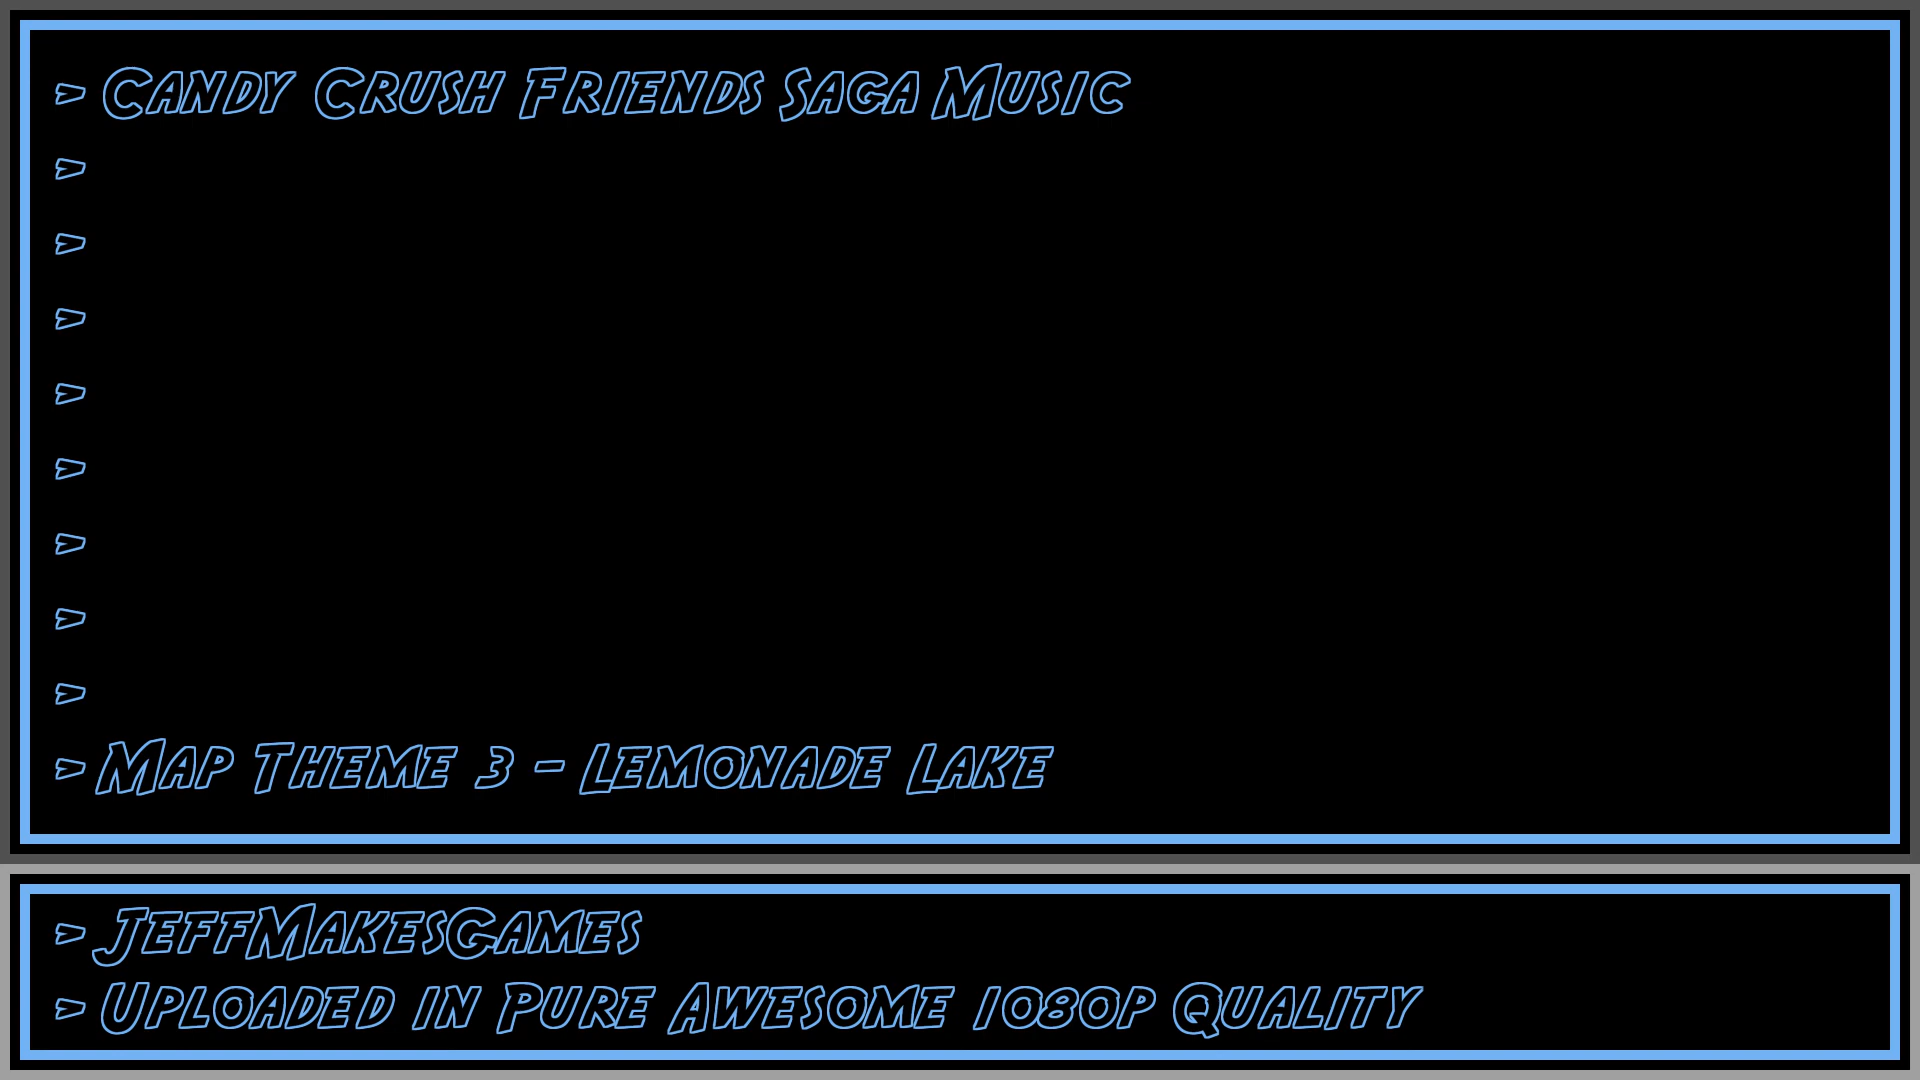 > Candy Crush Friends Saga Music
>
>
>
>
>
>
>
>
> Map Theme 3 - Lemonade Lake
> JeffMakesGames
> Uploaded in Pure Awesome 1080p Quality